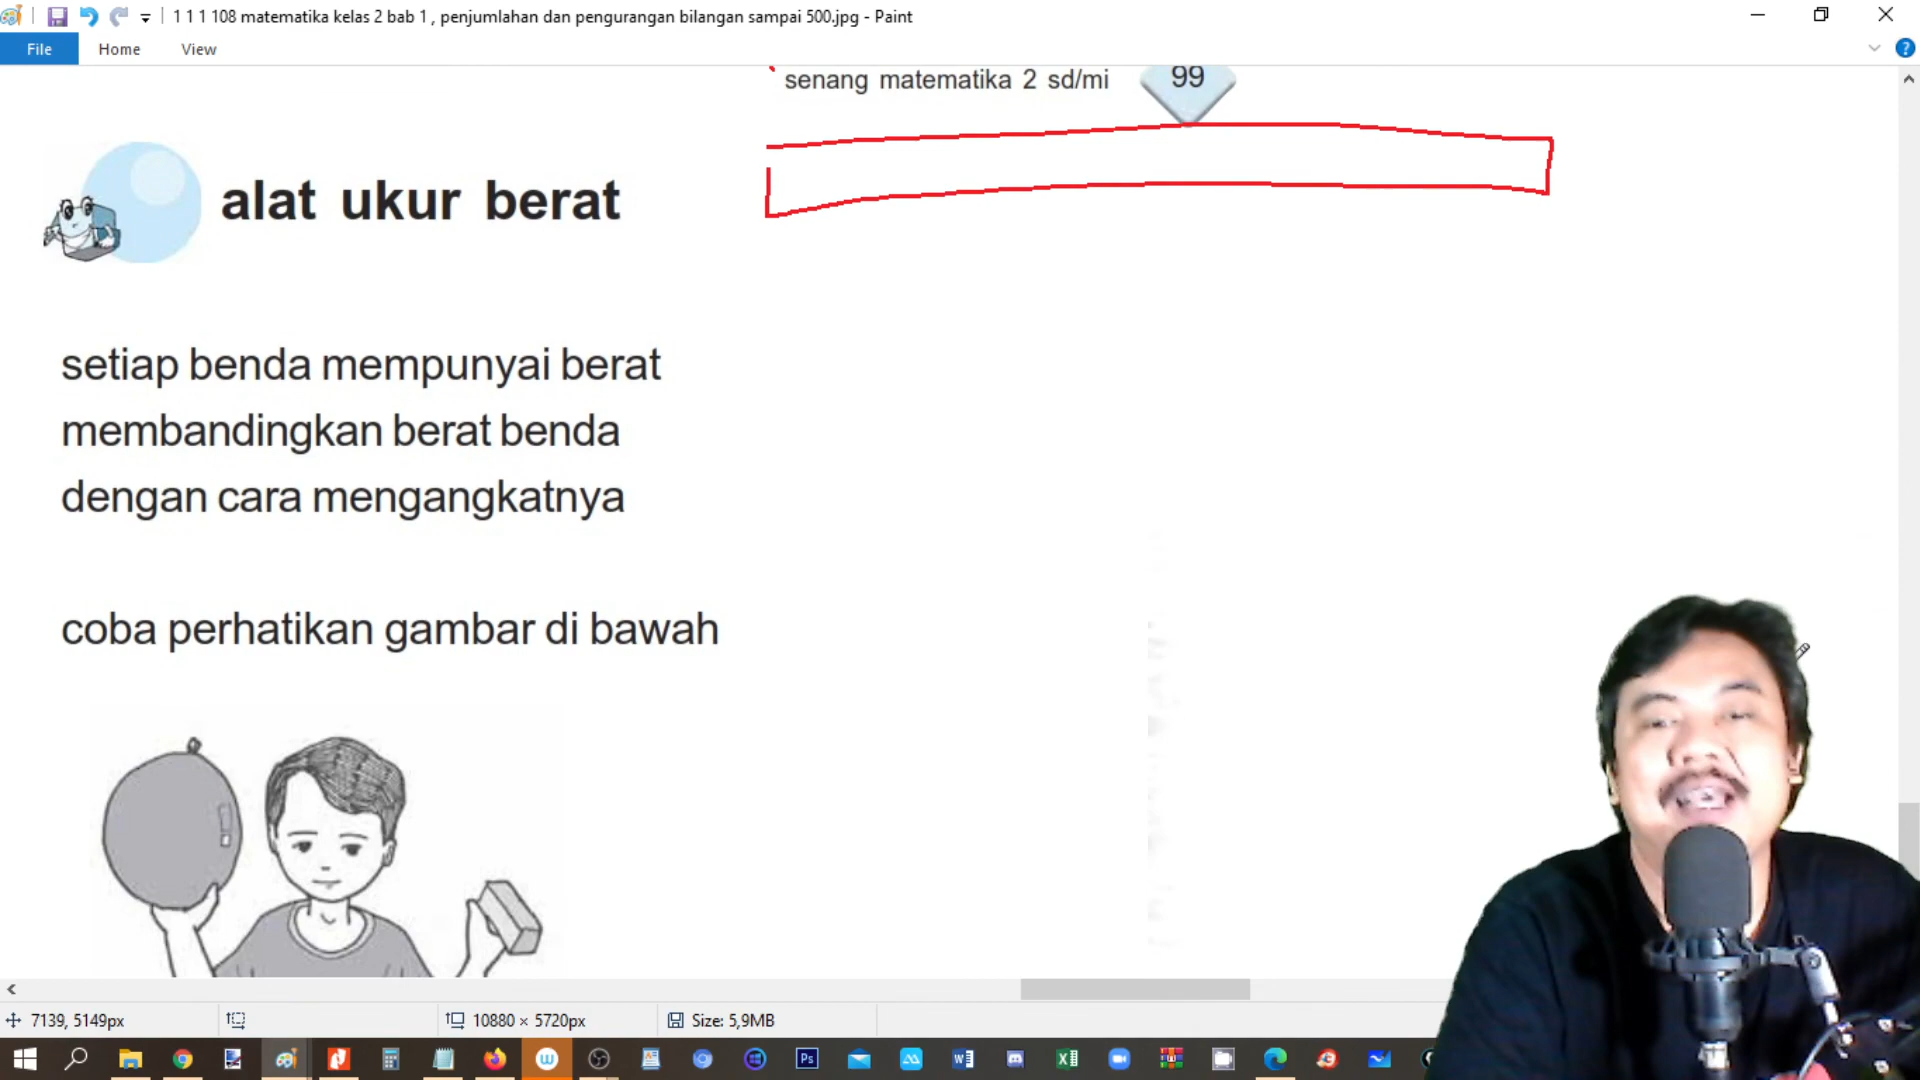 1 1 1 108 matematika kelas 2 bab 1 , penjumlahan dan pengurangan bilangan sampai 500.jpg - Paint
File Home View
senang matematika 2 sd/mi 99
alat ukur berat
setiap benda mempunyai berat
membandingkan berat benda
dengan cara mengangkatnya
coba perhatikan gambar di bawah
7139, 5149px 10880 × 5720px Size: 5,9MB